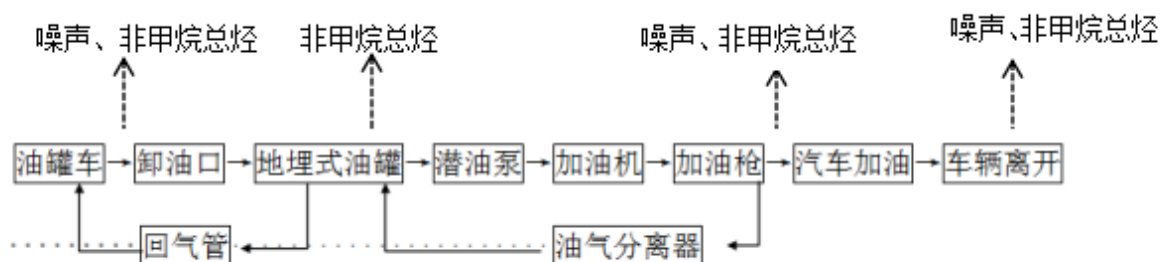 噪声、非甲烷总烃
非甲烷总烃
噪声、非甲烷总烃
噪声、非甲烷总烃
油罐车
卸油口
地埋式油罐
潜油泵
加油机
加油枪
汽车加油
车辆离开
回气管
油气分离器